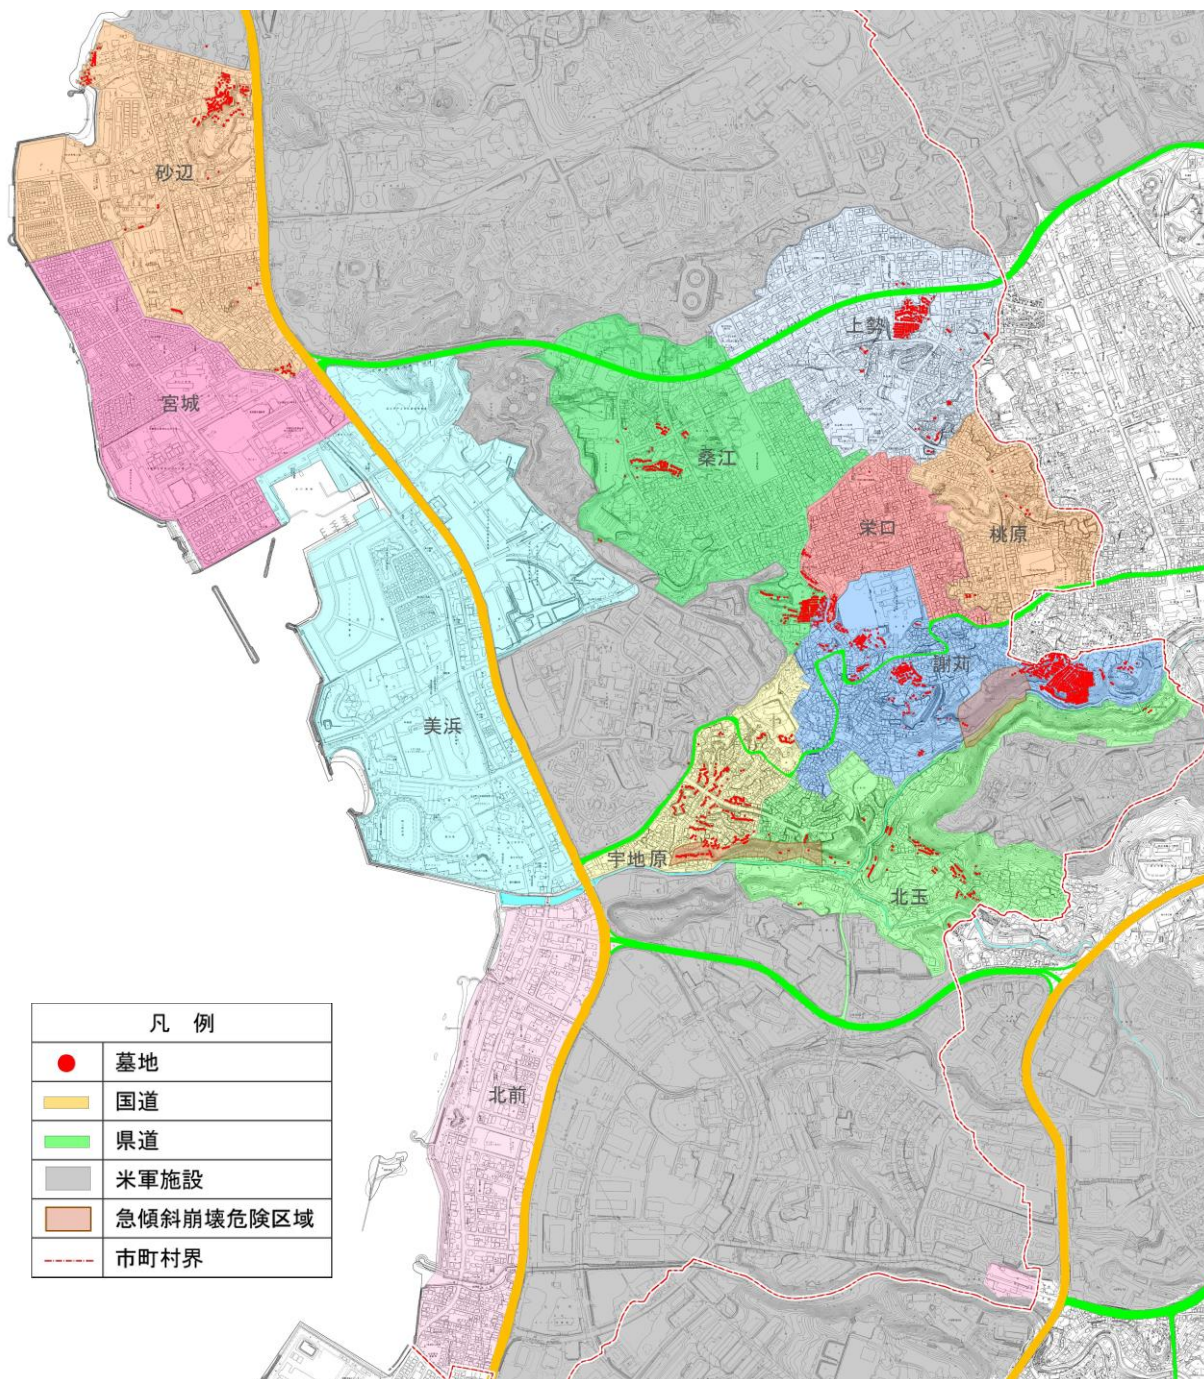 砂辺
上勢
宮城
桑江
栄口
桃原
謝苅
美浜
宇地原
北玉
北前
凡 例
墓地
国道
県道
米軍施設
急傾斜崩壊危険区域
市町村界